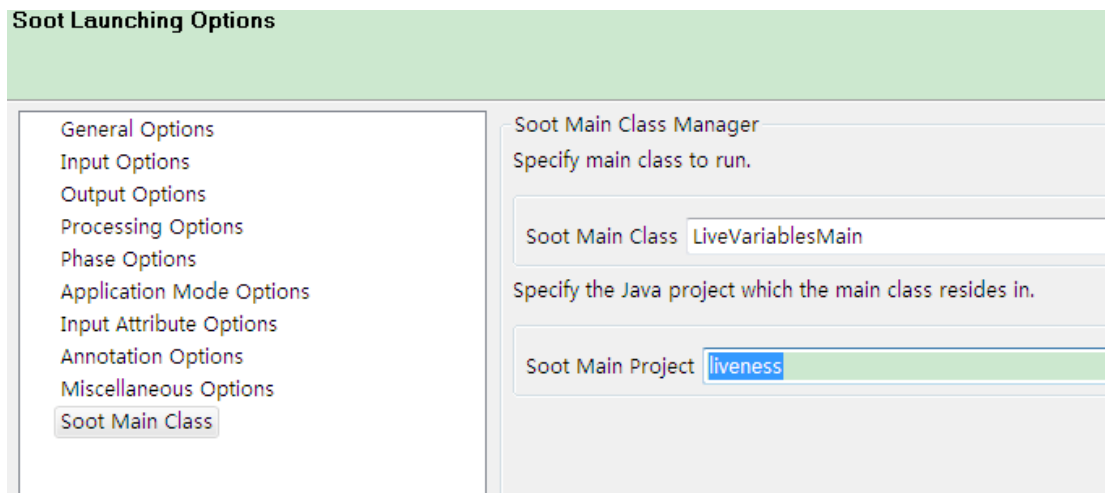 Soot Launching Options
General Options
Input Options
Output Options
Processing Options
Phase Options
Application Mode Options
Input Attribute Options
Annotation Options
Miscellaneous Options
Soot Main Class
Soot Main Class Manager
Specify main class to run.
Soot Main Class LiveVariablesMain
Specify the Java project which the main class resides in.
Soot Main Project liveness